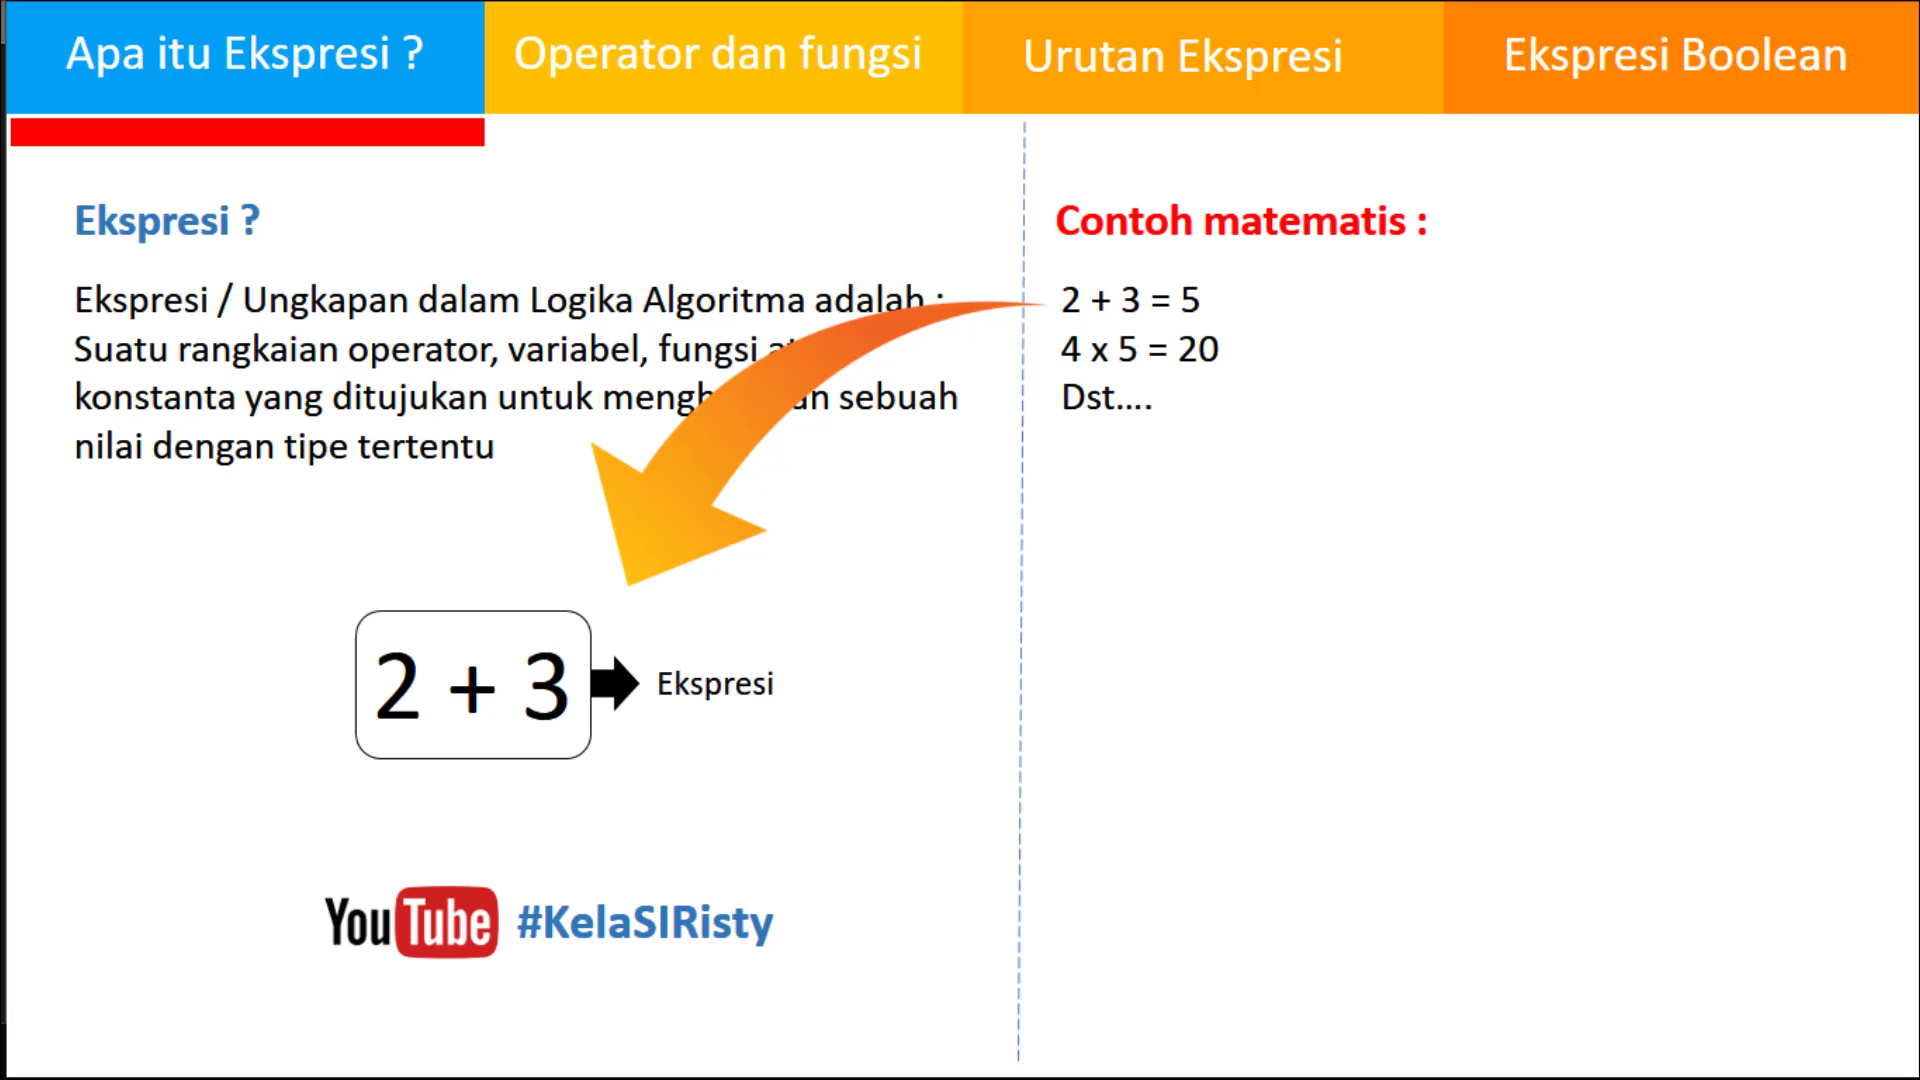 Apa itu Ekspresi ?
Operator dan fungsi
Urutan Ekspresi
Ekspresi Boolean
Ekspresi ?
Ekspresi / Ungkapan dalam Logika Algoritma adalah :
Suatu rangkaian operator, variabel, fungsi
konstanta yang ditujukan untuk sebuah
nilai dengan tipe tertentu
2 + 3
Ekspresi
YouTube #KelaSIRisty
Contoh matematis :
2 + 3 = 5
4 x 5 = 20
Dst....